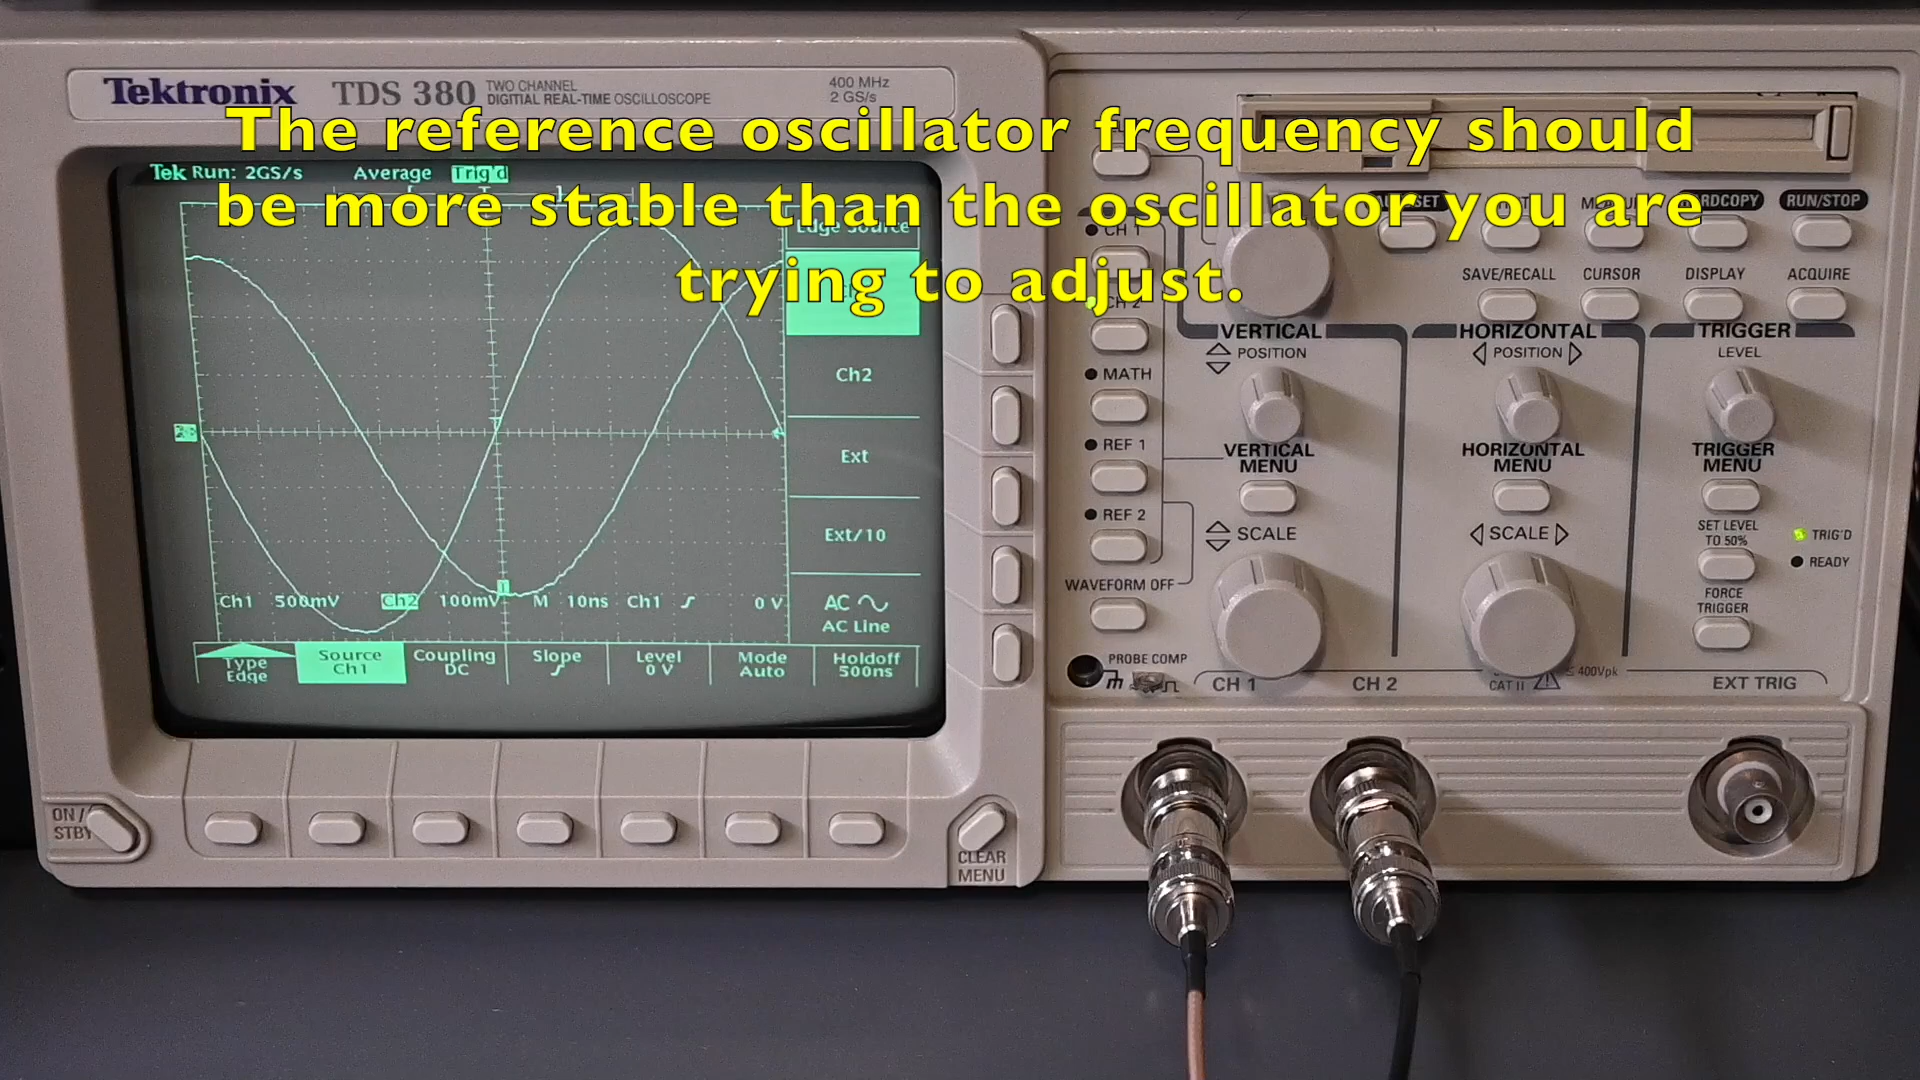 Tektronix TDS 380 TWO CHANNEL DIGITAL REAL-TIME OSCILLOSCOPE 400 MHz 2 GS/s
The reference oscillator frequency should
be more stable than the oscillator you are
trying to adjust.
Tek Run: 2GS/s Average Trig'd
Edge Source
Ch2
Ext
Ext/10
AC
AC Line
Ch1 500mV Ch2 100mV M 10ns Ch1 0 V
Type
Edge
Source
Ch1
Coupling
DC
Slope
Level
0 V
Mode
Auto
Holdoff
500ns
ON /
STBY
CLEAR
MENU
RUN/STOP
SAVE/RECALL CURSOR DISPLAY ACQUIRE
CH 1
CH 2
MATH
REF 1
REF 2
WAVEFORM OFF
VERTICAL
POSITION
VERTICAL
MENU
SCALE
HORIZONTAL
POSITION
HORIZONTAL
MENU
SCALE
TRIGGER
LEVEL
TRIGGER
MENU
SET LEVEL
TO 50%
TRIG'D
READY
FORCE
TRIGGER
PROBE COMP
CH 1 CH 2 CAT II ≤ 400Vpk EXT TRIG